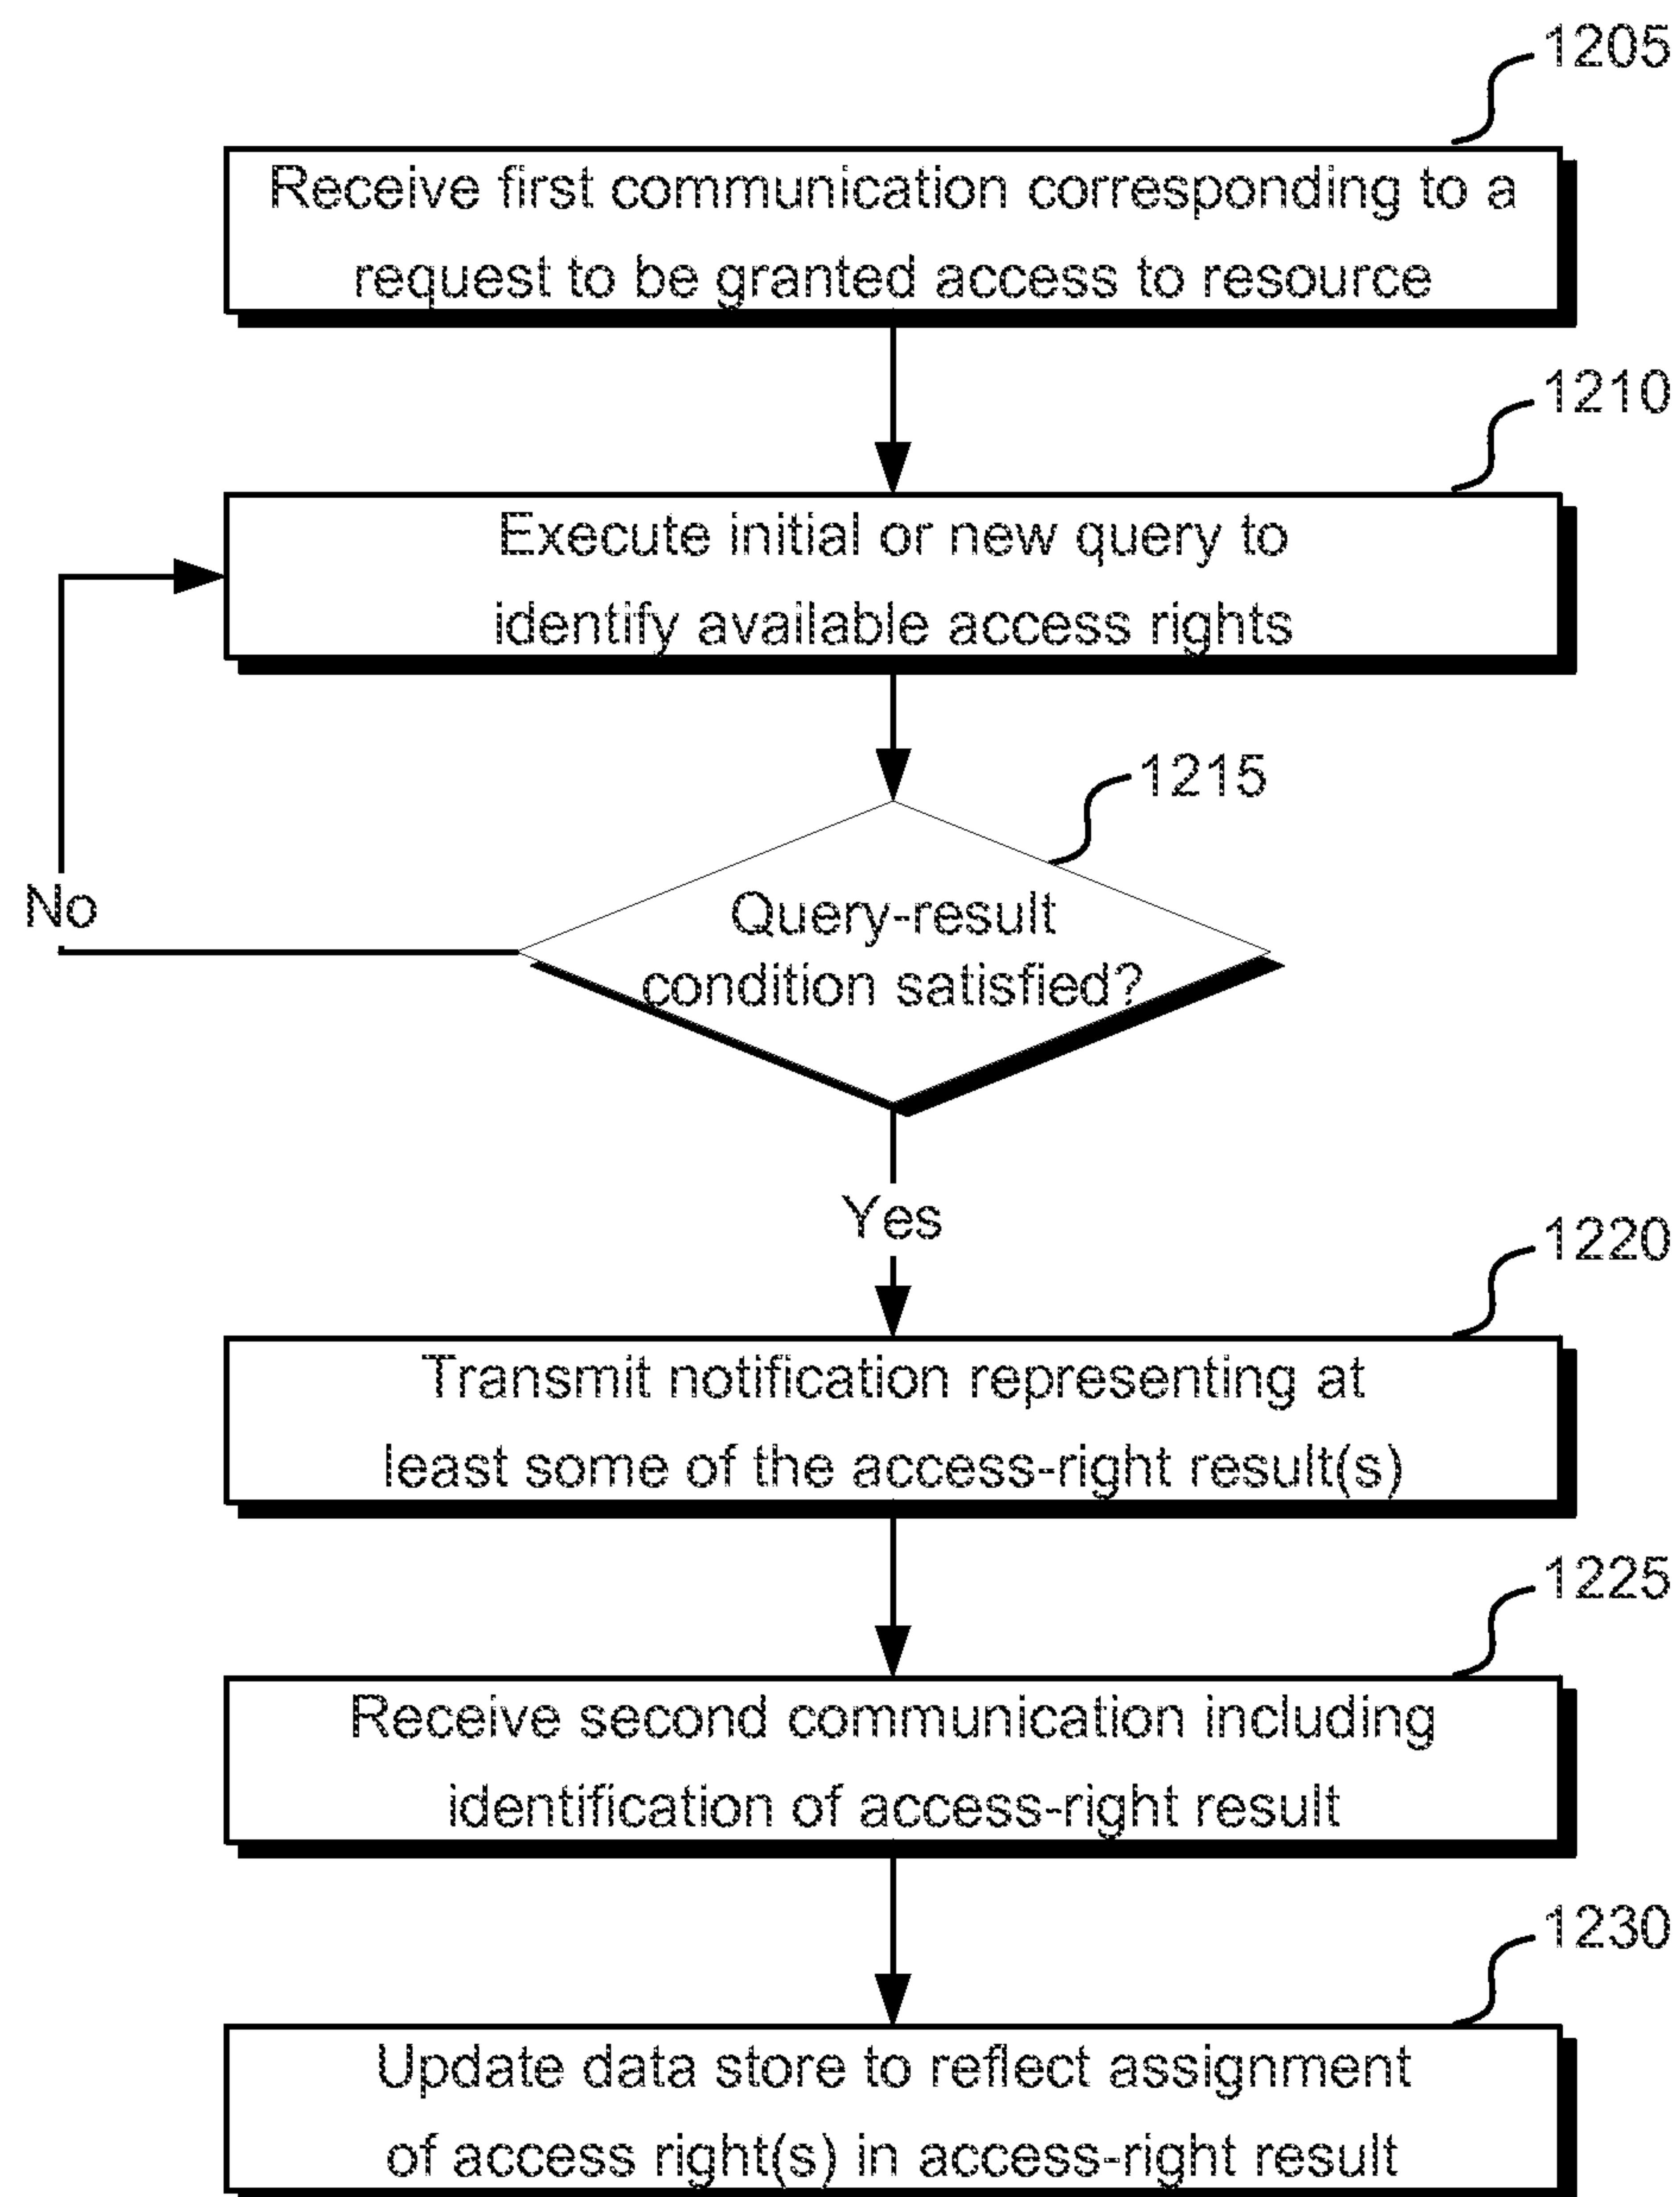 1205
Receive first communication corresponding to a
request to be granted access to resource
1210
Execute initial or new query to
identify available access rights
1215
No
Query-result
condition satisfied?
Yes
1220
Transmit notification representing at
least some of the access-right result(s)
1225
Receive second communication including
identification of access-right result
1230
Update data store to reflect assignment
of access right(s) in access-right result